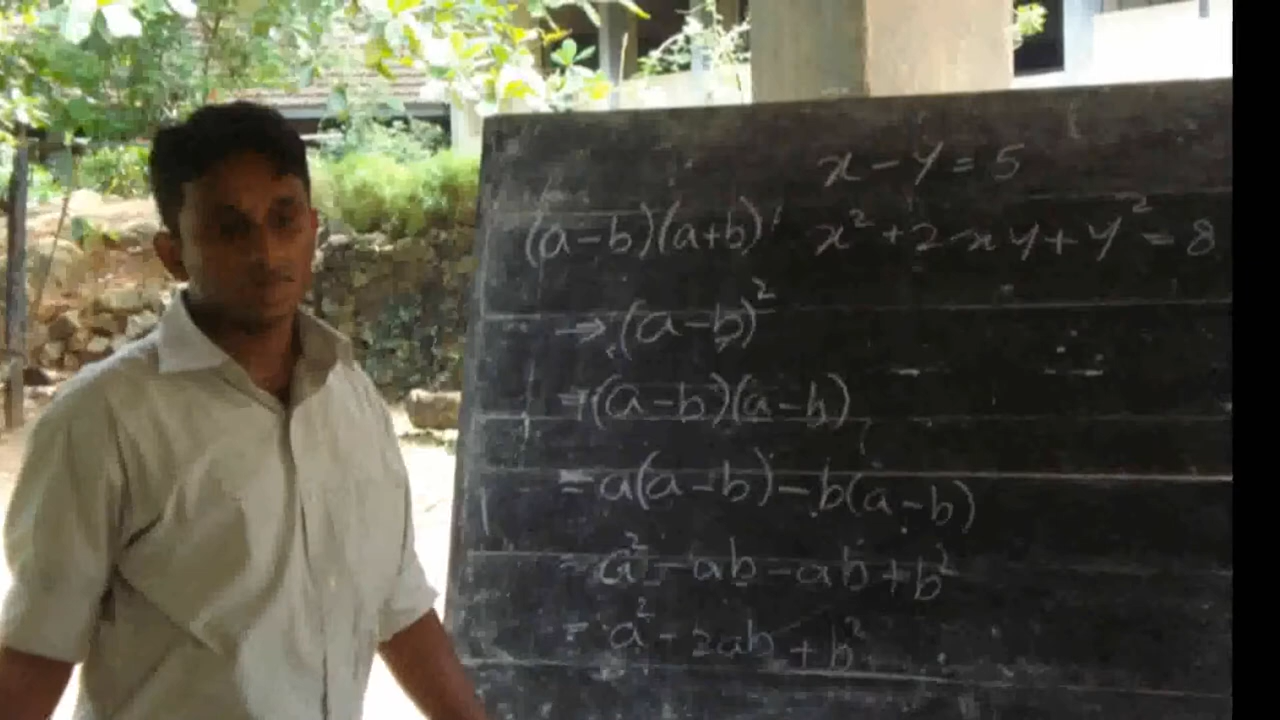 x - y = 5
(a-b)(a+b) x² + 2xy + y² = 8
→ (a-b)²
= (a-b)(a-b)
= a(a-b) - b(a-b)
= a² - ab - ab + b²
= a² - 2ab + b²